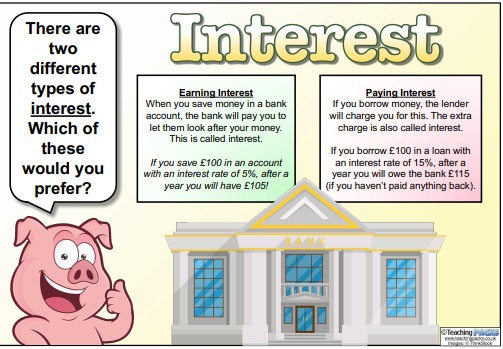 There are
two
different
types of
interest.
Which of
these
would you
prefer?
Interest
Earning Interest
When you save money in a bank
account, the bank will pay you to
let them look after your money.
This is called interest.
If you save £100 in an account
with an interest rate of 5%, after a
year you will have £105!
Paying Interest
If you borrow money, the lender
will charge you for this. The extra
charge is also called interest.
If you borrow £100 in a loan with
an interest rate of 15%, after a
year you will owe the bank £115
(if you haven't paid anything back).
BANK
©Teaching PACKS
www.teachingpacks.co.uk
Images: © ThinkStock